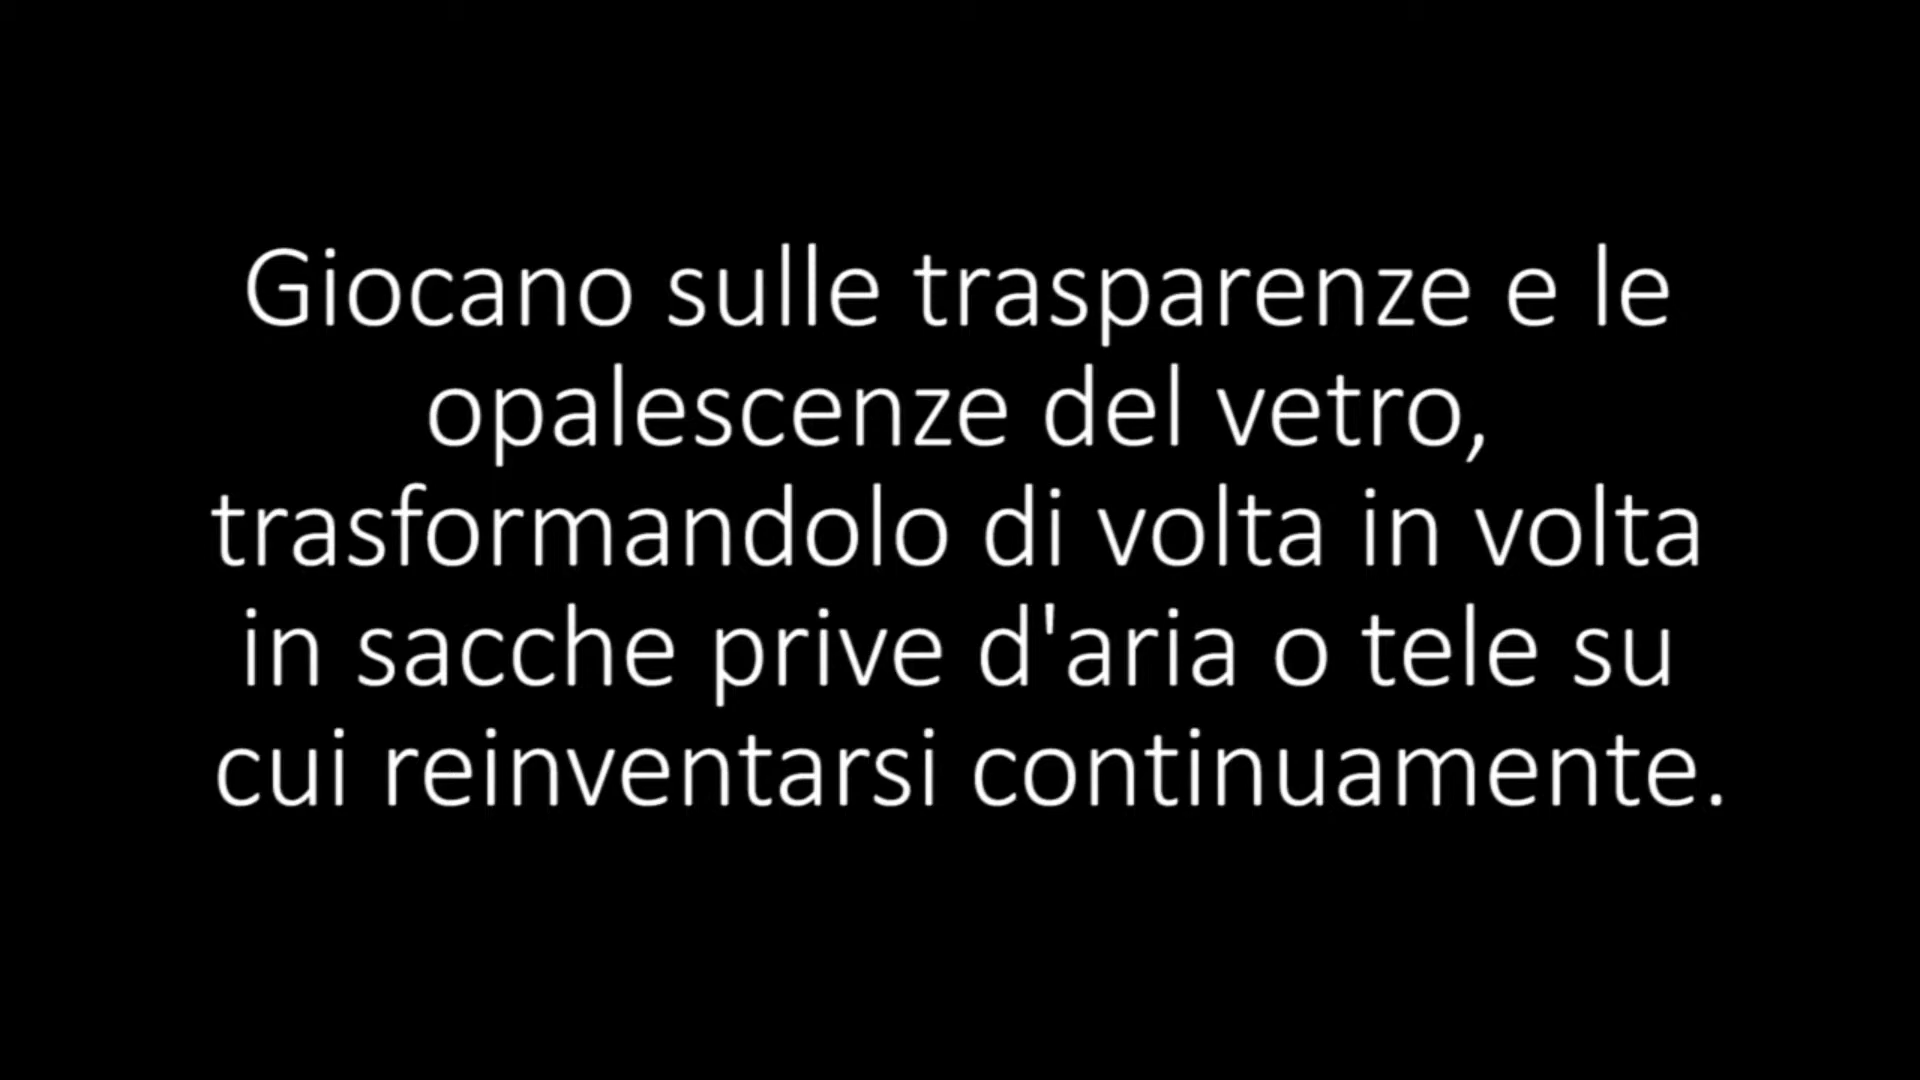 Giocano sulle trasparenze e le
opalescenze del vetro,
trasformandolo di volta in volta
in sacche prive d'aria o tele su
cui reinventarsi continuamente.